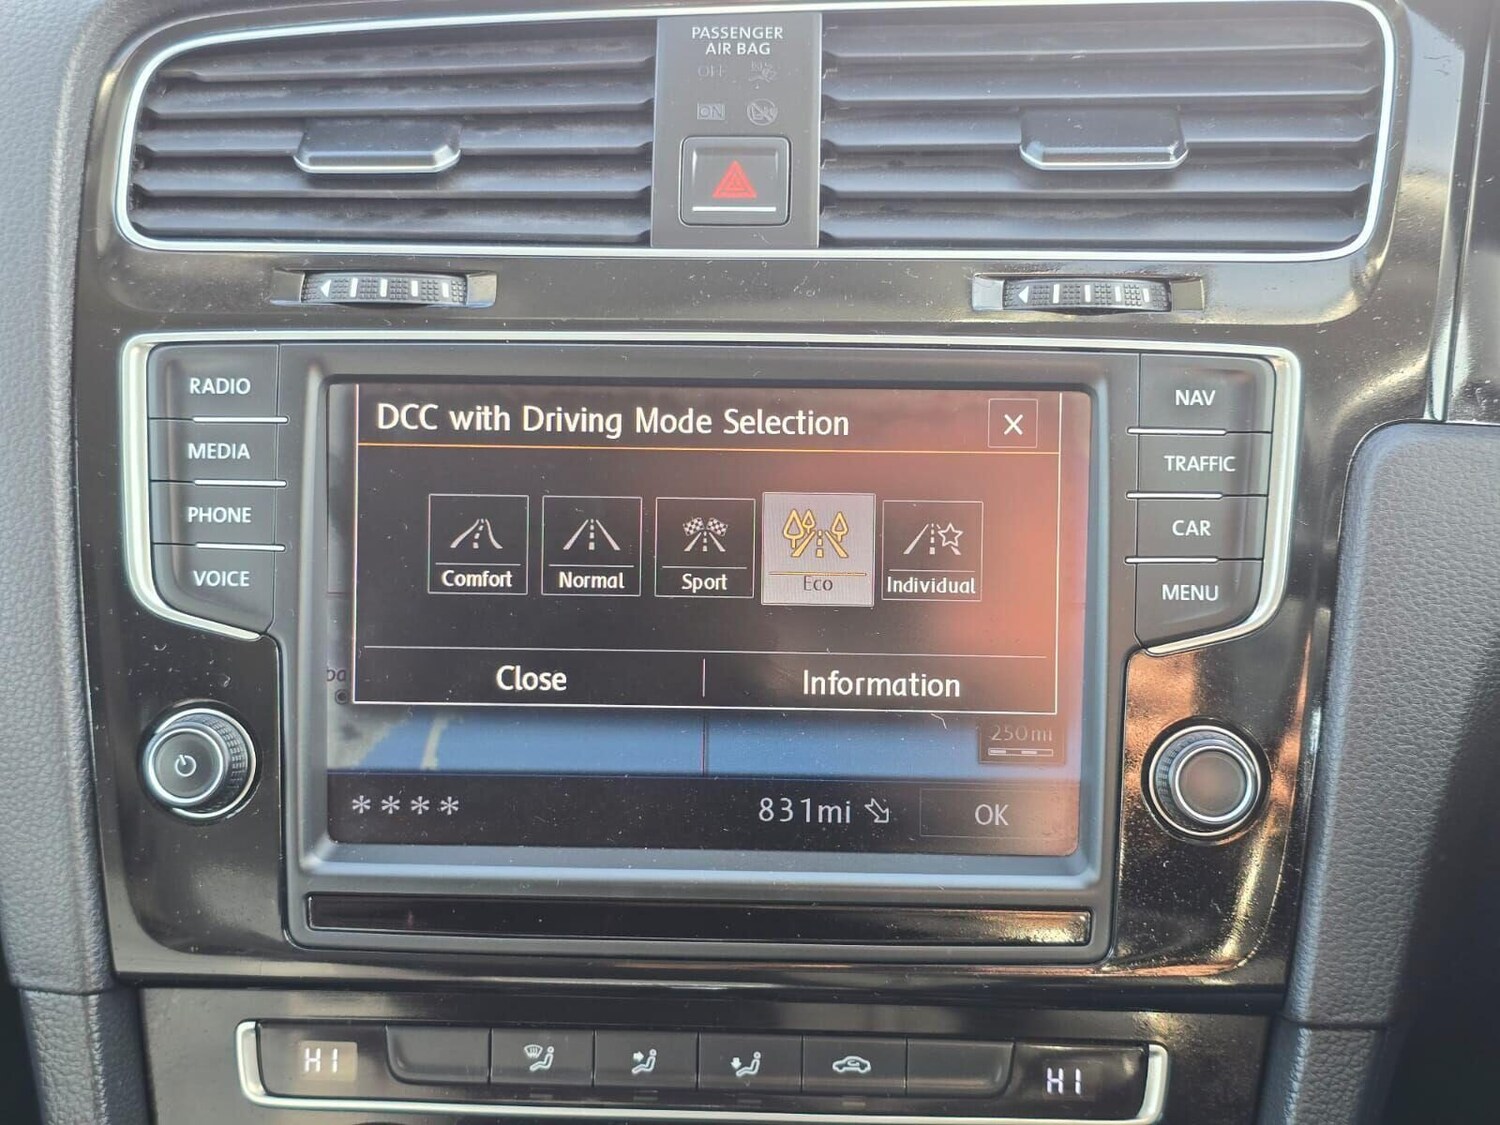 PASSENGER
AIR BAG
OFF
ON
RADIO
MEDIA
PHONE
VOICE
DCC with Driving Mode Selection
Comfort
Normal
Sport
Eco
Individual
Close
Information
250mi
****
831mi
OK
NAV
TRAFFIC
CAR
MENU
HI
HI